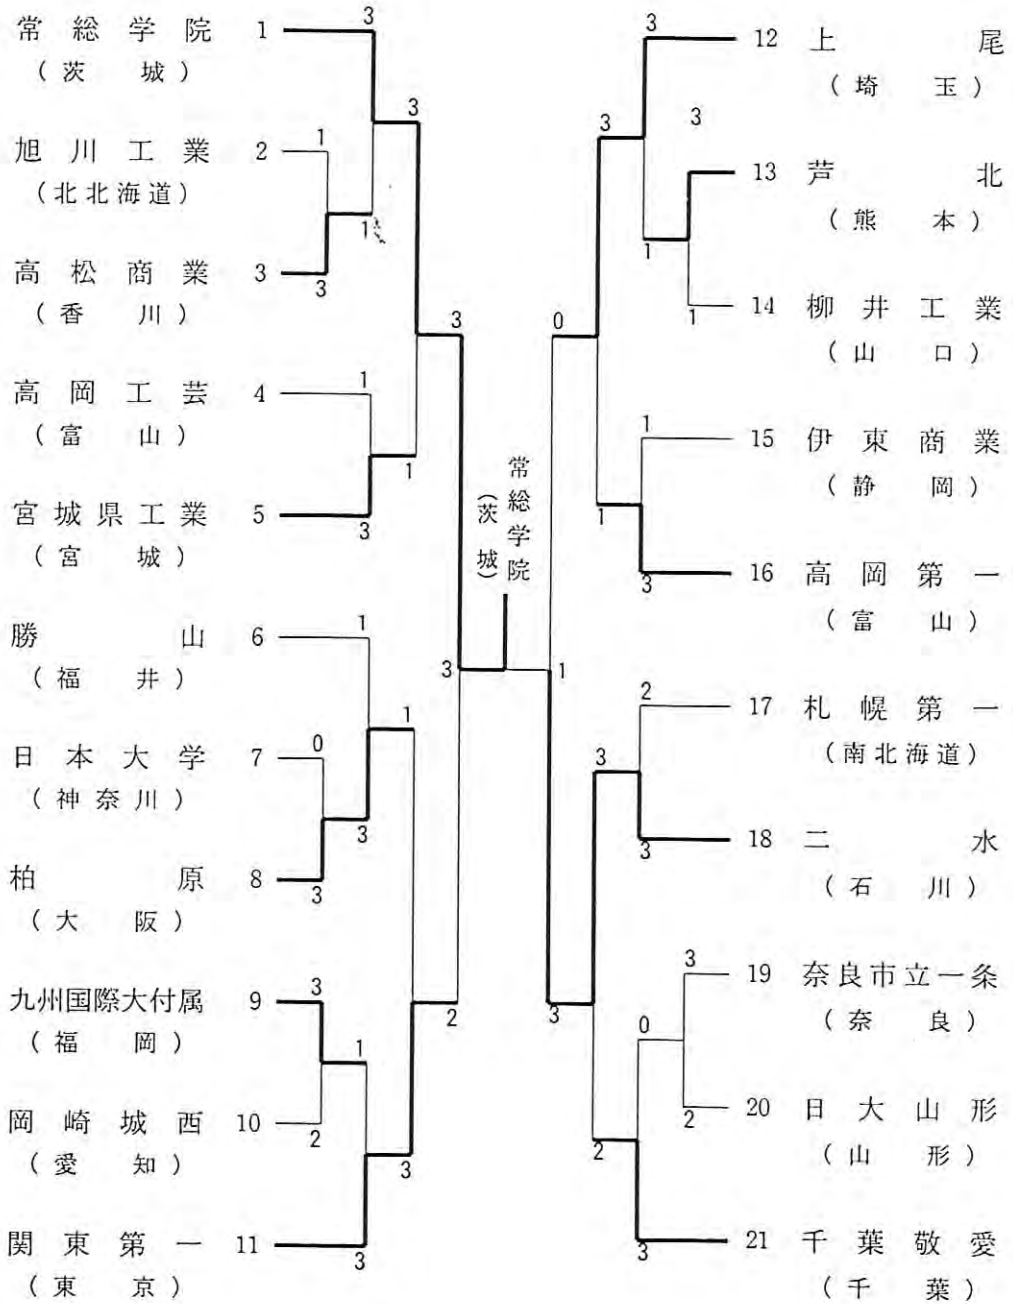 常総学院 1
(茨城)
旭川工業 2
(北北海道)
高松商業 3
(香川)
高岡工芸 4
(富山)
宮城県工業 5
(宮城)
勝山 6
(福井)
日本大学 7
(神奈川)
柏原 8
(大阪)
九州国際大付属 9
(福岡)
岡崎城西 10
(愛知)
関東第一 11
(東京)
3
1
3
1
3
1
3
1
3
1
0
3
3
1
3
2
1
3
3
2
3
常総学院
(茨城)
0
1
3
3
3
3
1
1
1
1
3
2
3
3
3
2
0
2
3
12 上尾
(埼玉)
13 芦北
(熊本)
14 柳井工業
(山口)
15 伊東商業
(静岡)
16 高岡第一
(富山)
17 札幌第一
(南北海道)
18 二水
(石川)
19 奈良市立一条
(奈良)
20 日大山形
(山形)
21 千葉敬愛
(千葉)